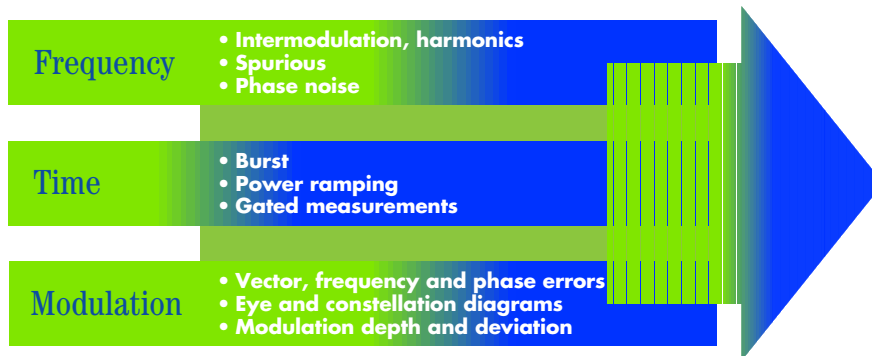 Frequency
• Intermodulation, harmonics
• Spurious
• Phase noise
Time
• Burst
• Power ramping
• Gated measurements
Modulation
• Vector, frequency and phase errors
• Eye and constellation diagrams
• Modulation depth and deviation